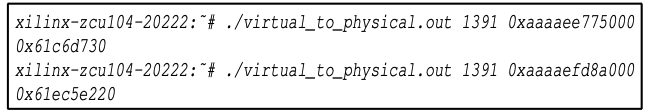 xilinx-zcu104-20222:~# ./virtual_to_physical.out 1391 0xaaaaee775000
0x61c6d730
xilinx-zcu104-20222:~# ./virtual_to_physical.out 1391 0xaaaaefd8a000
0x61ec5e220